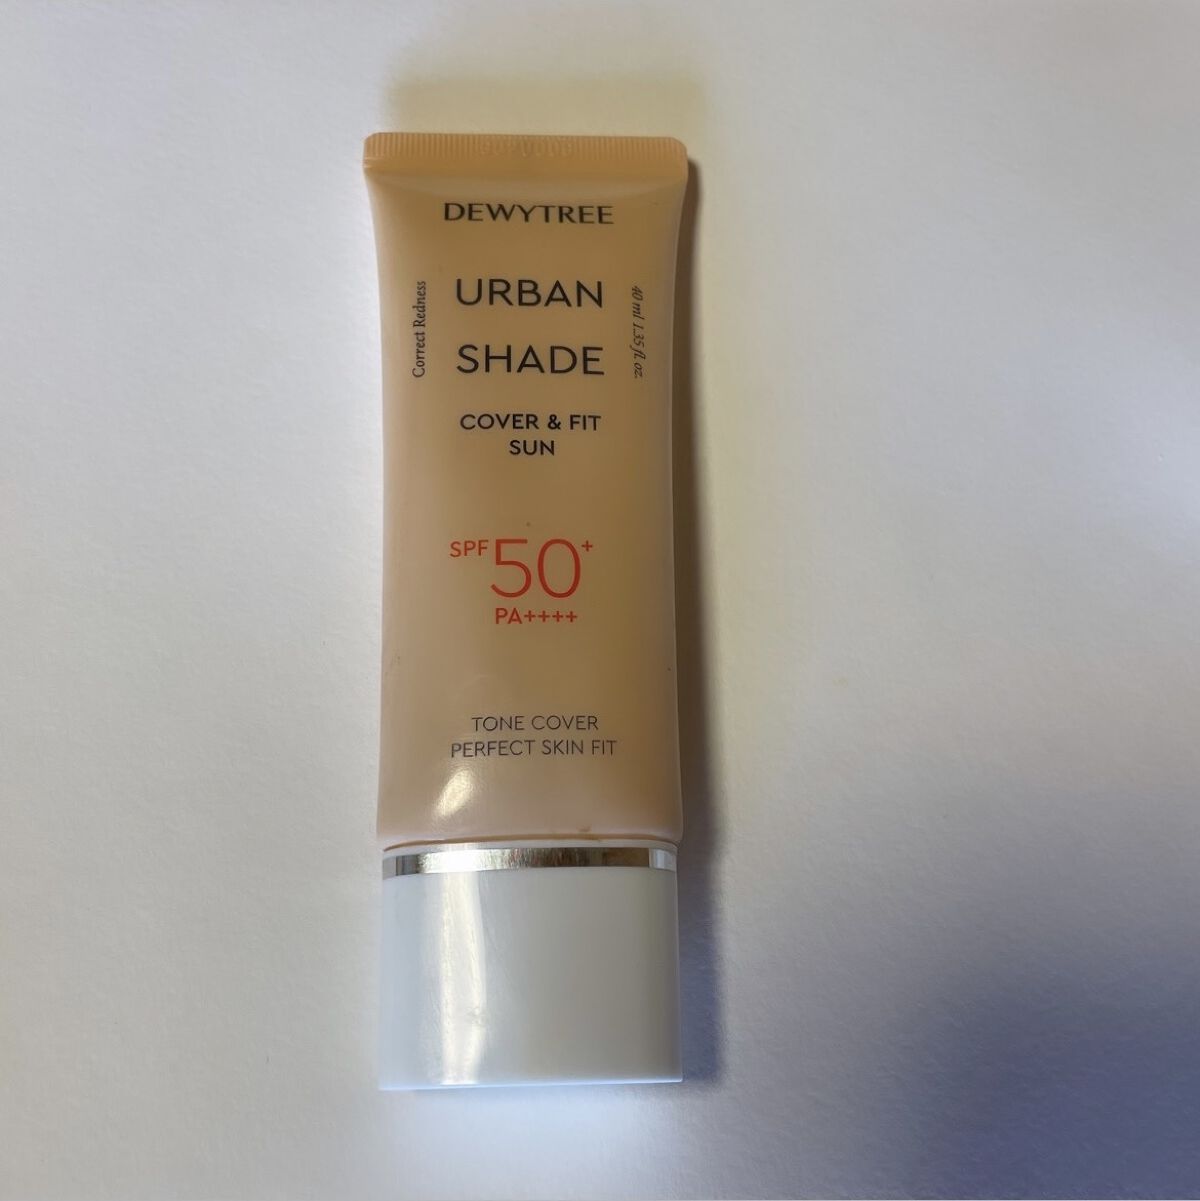 DEWYTREE
URBAN
SHADE
Correct Redness
40 ml 1.35 fl. oz.
COVER & FIT
SUN
SPF 50+
PA++++
TONE COVER
PERFECT SKIN FIT